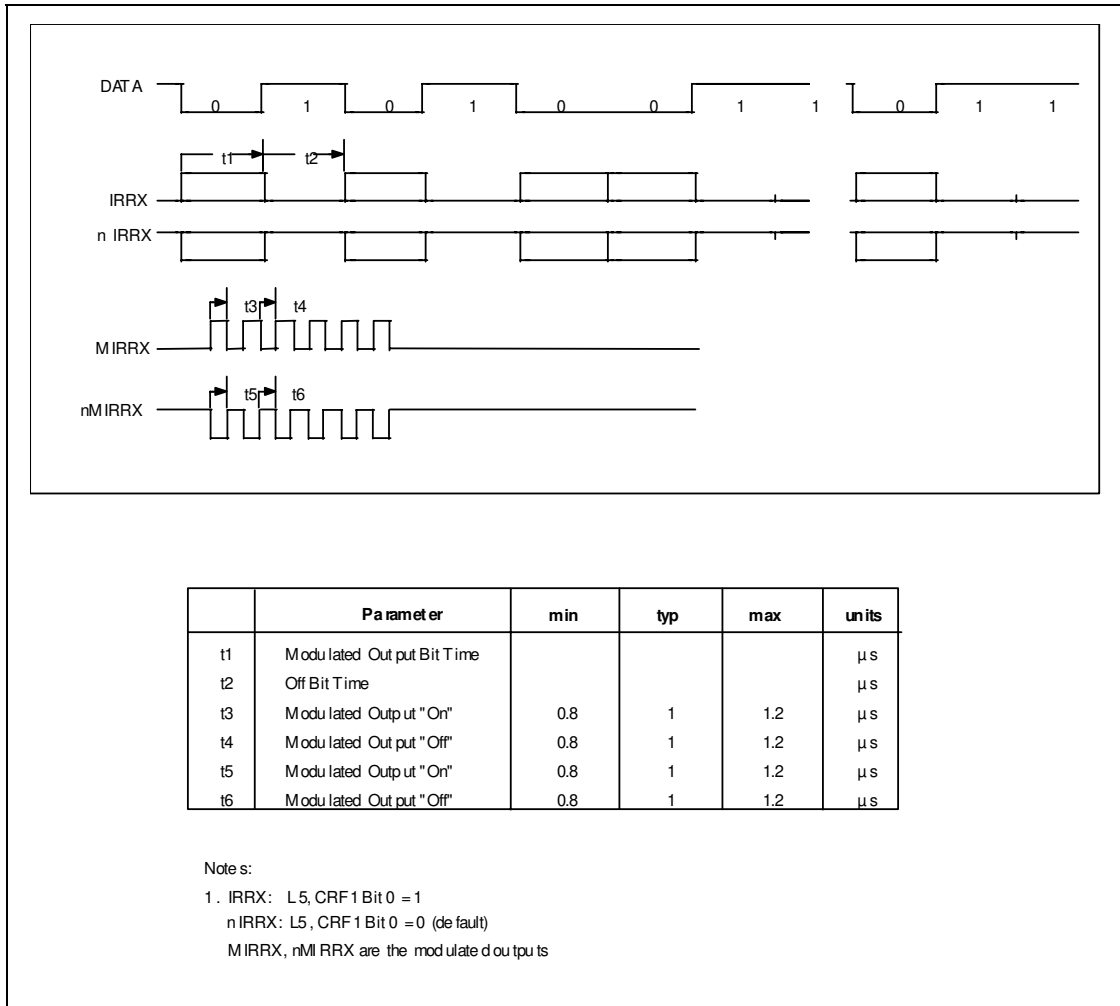 DATA 0 1 0 1 0 0 1 1 0 1 1
t1 t2
IRRX
n IRRX
t3 t4
MIRRX
t5 t6
nMIRRX
Parameter min typ max units
t1 Modulated Output Bit Time µs
t2 Off Bit Time µs
t3 Modulated Output "On" 0.8 1 1.2 µs
t4 Modulated Output "Off" 0.8 1 1.2 µs
t5 Modulated Output "On" 0.8 1 1.2 µs
t6 Modulated Output "Off" 0.8 1 1.2 µs
Notes:
1. IRRX: L5, CRF1 Bit 0 = 1
nIRRX: L5, CRF1 Bit 0 = 0 (default)
MIRRX, nMIRRX are the modulated outputs